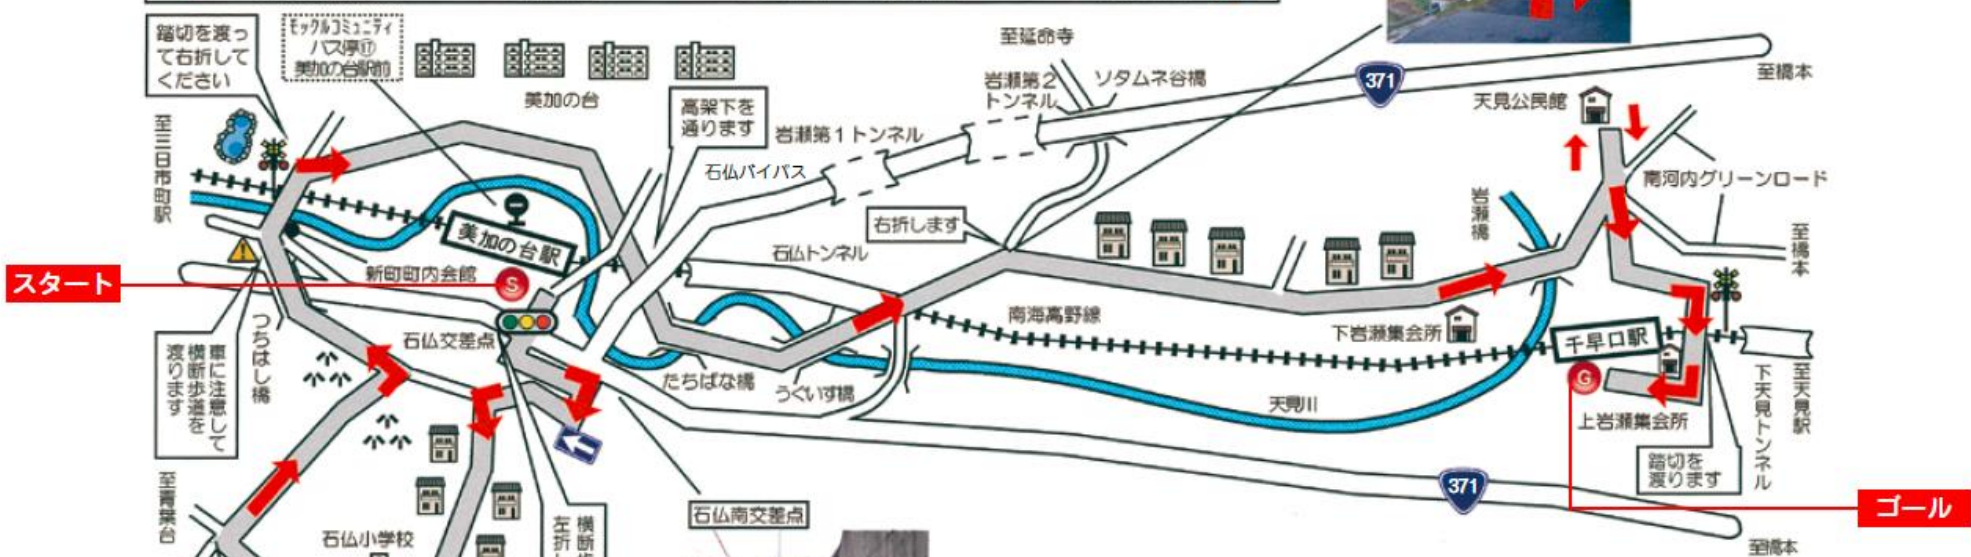 踏切を渡っ
て右折して
ください
モックルコミュニティ
バス停⑰
美加の台駅前
美加の台
高架下を
通ります
岩瀬第1トンネル
石仏バイパス
至延命寺
岩瀬第2
トンネル
ソタムネ谷橋
371
至橋本
天見公民館
南河内グリーンロード
至橋本
至三日市町駅
美加の台駅
新町町内会館
S
スタート
石仏交差点
つちはし橋
車に注意して
横断歩道を
渡ります
右折します
石仏トンネル
南海高野線
岩瀬橋
下岩瀬集会所
千早口駅
G
上岩瀬集会所
下天見トンネル
至天見駅
踏切を
渡ります
ゴール
たちばな橋
うぐいす橋
天見川
371
至橋本
石仏南交差点
至青葉台
石仏小学校
横断歩
左折し